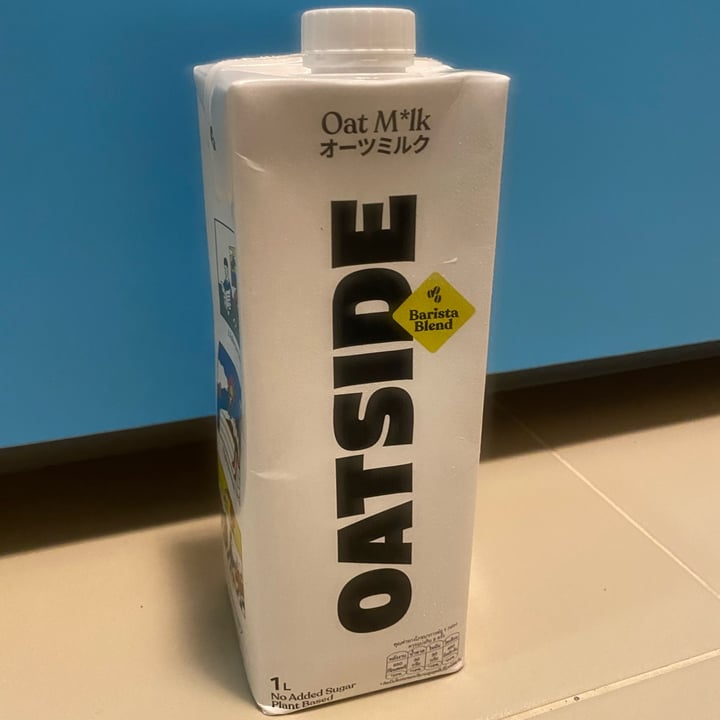 Oat M*lk
オーツミルク
OATSIDE
Barista
Blend
1L
No Added Sugar
Plant Based